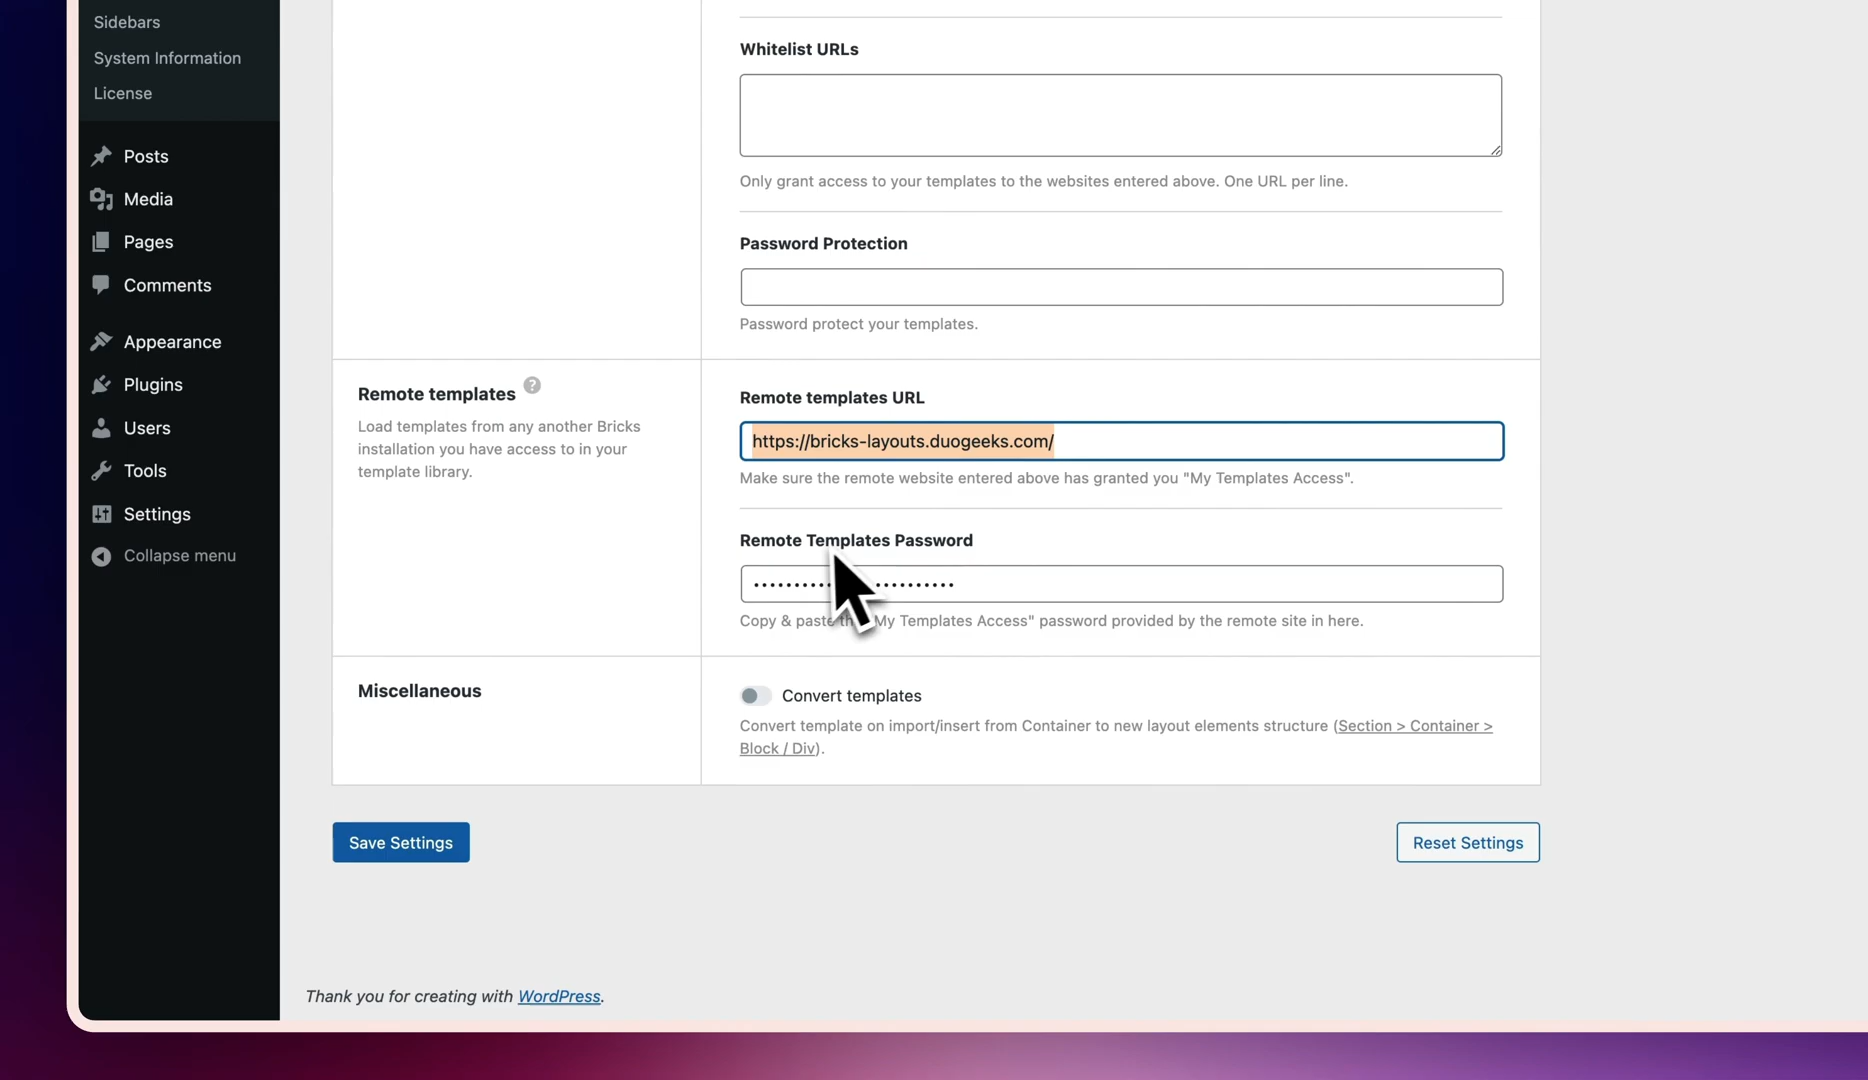 Sidebars
System Information
License
Posts
Media
Pages
Comments
Appearance
Plugins
Users
Tools
Settings
Collapse menu
Whitelist URLs
Only grant access to your templates to the websites entered above. One URL per line.
Password Protection
Password protect your templates.
Remote templates ?
Load templates from any another Bricks
installation you have access to in your
template library.
Remote templates URL
https://bricks-layouts.duogeeks.com/
Make sure the remote website entered above has granted you "My Templates Access".
Remote Templates Password
Copy & paste "My Templates Access" password provided by the remote site in here.
Miscellaneous
Convert templates
Convert template on import/insert from Container to new layout elements structure (Section > Container >
Block / Div).
Save Settings
Reset Settings
Thank you for creating with WordPress.